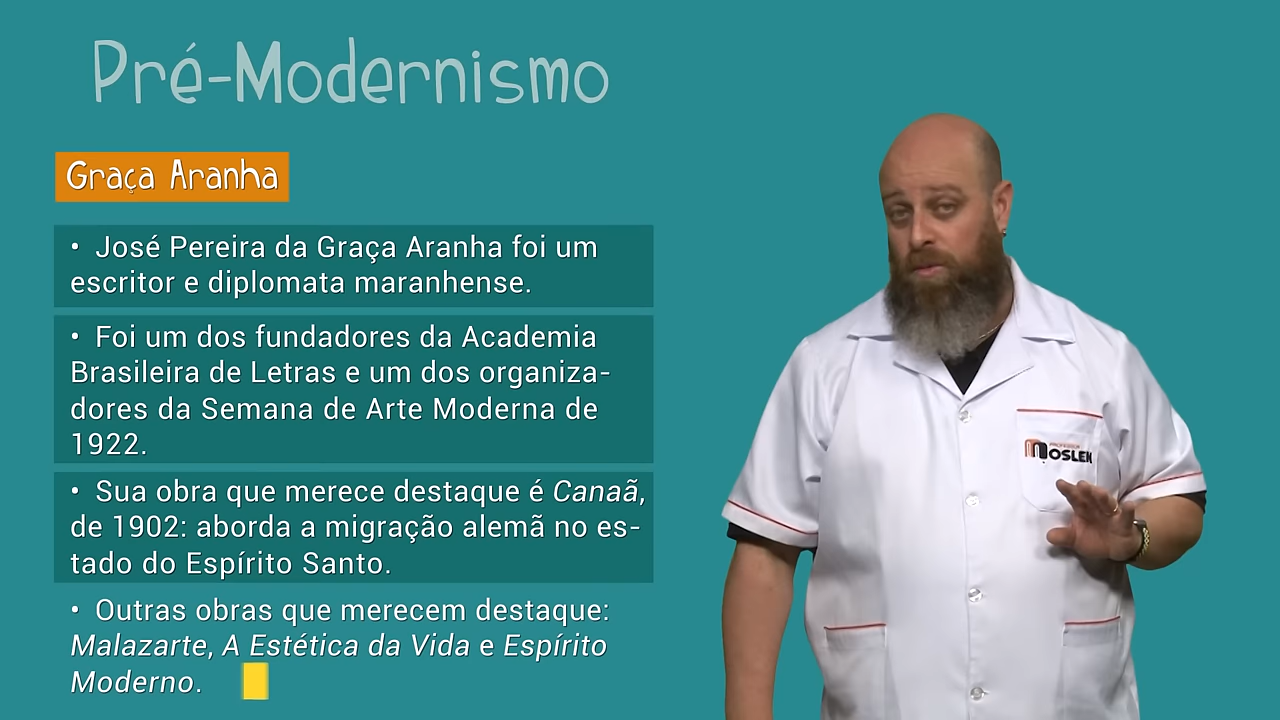 Pré-Modernismo
Graça Aranha
• José Pereira da Graça Aranha foi um
escritor e diplomata maranhense.
• Foi um dos fundadores da Academia
Brasileira de Letras e um dos organiza-
dores da Semana de Arte Moderna de
1922.
• Sua obra que merece destaque é Canaã,
de 1902: aborda a migração alemã no es-
tado do Espírito Santo.
• Outras obras que merecem destaque:
Malazarte, A Estética da Vida e Espírito
Moderno.
PROFESSOR
MOSLEM